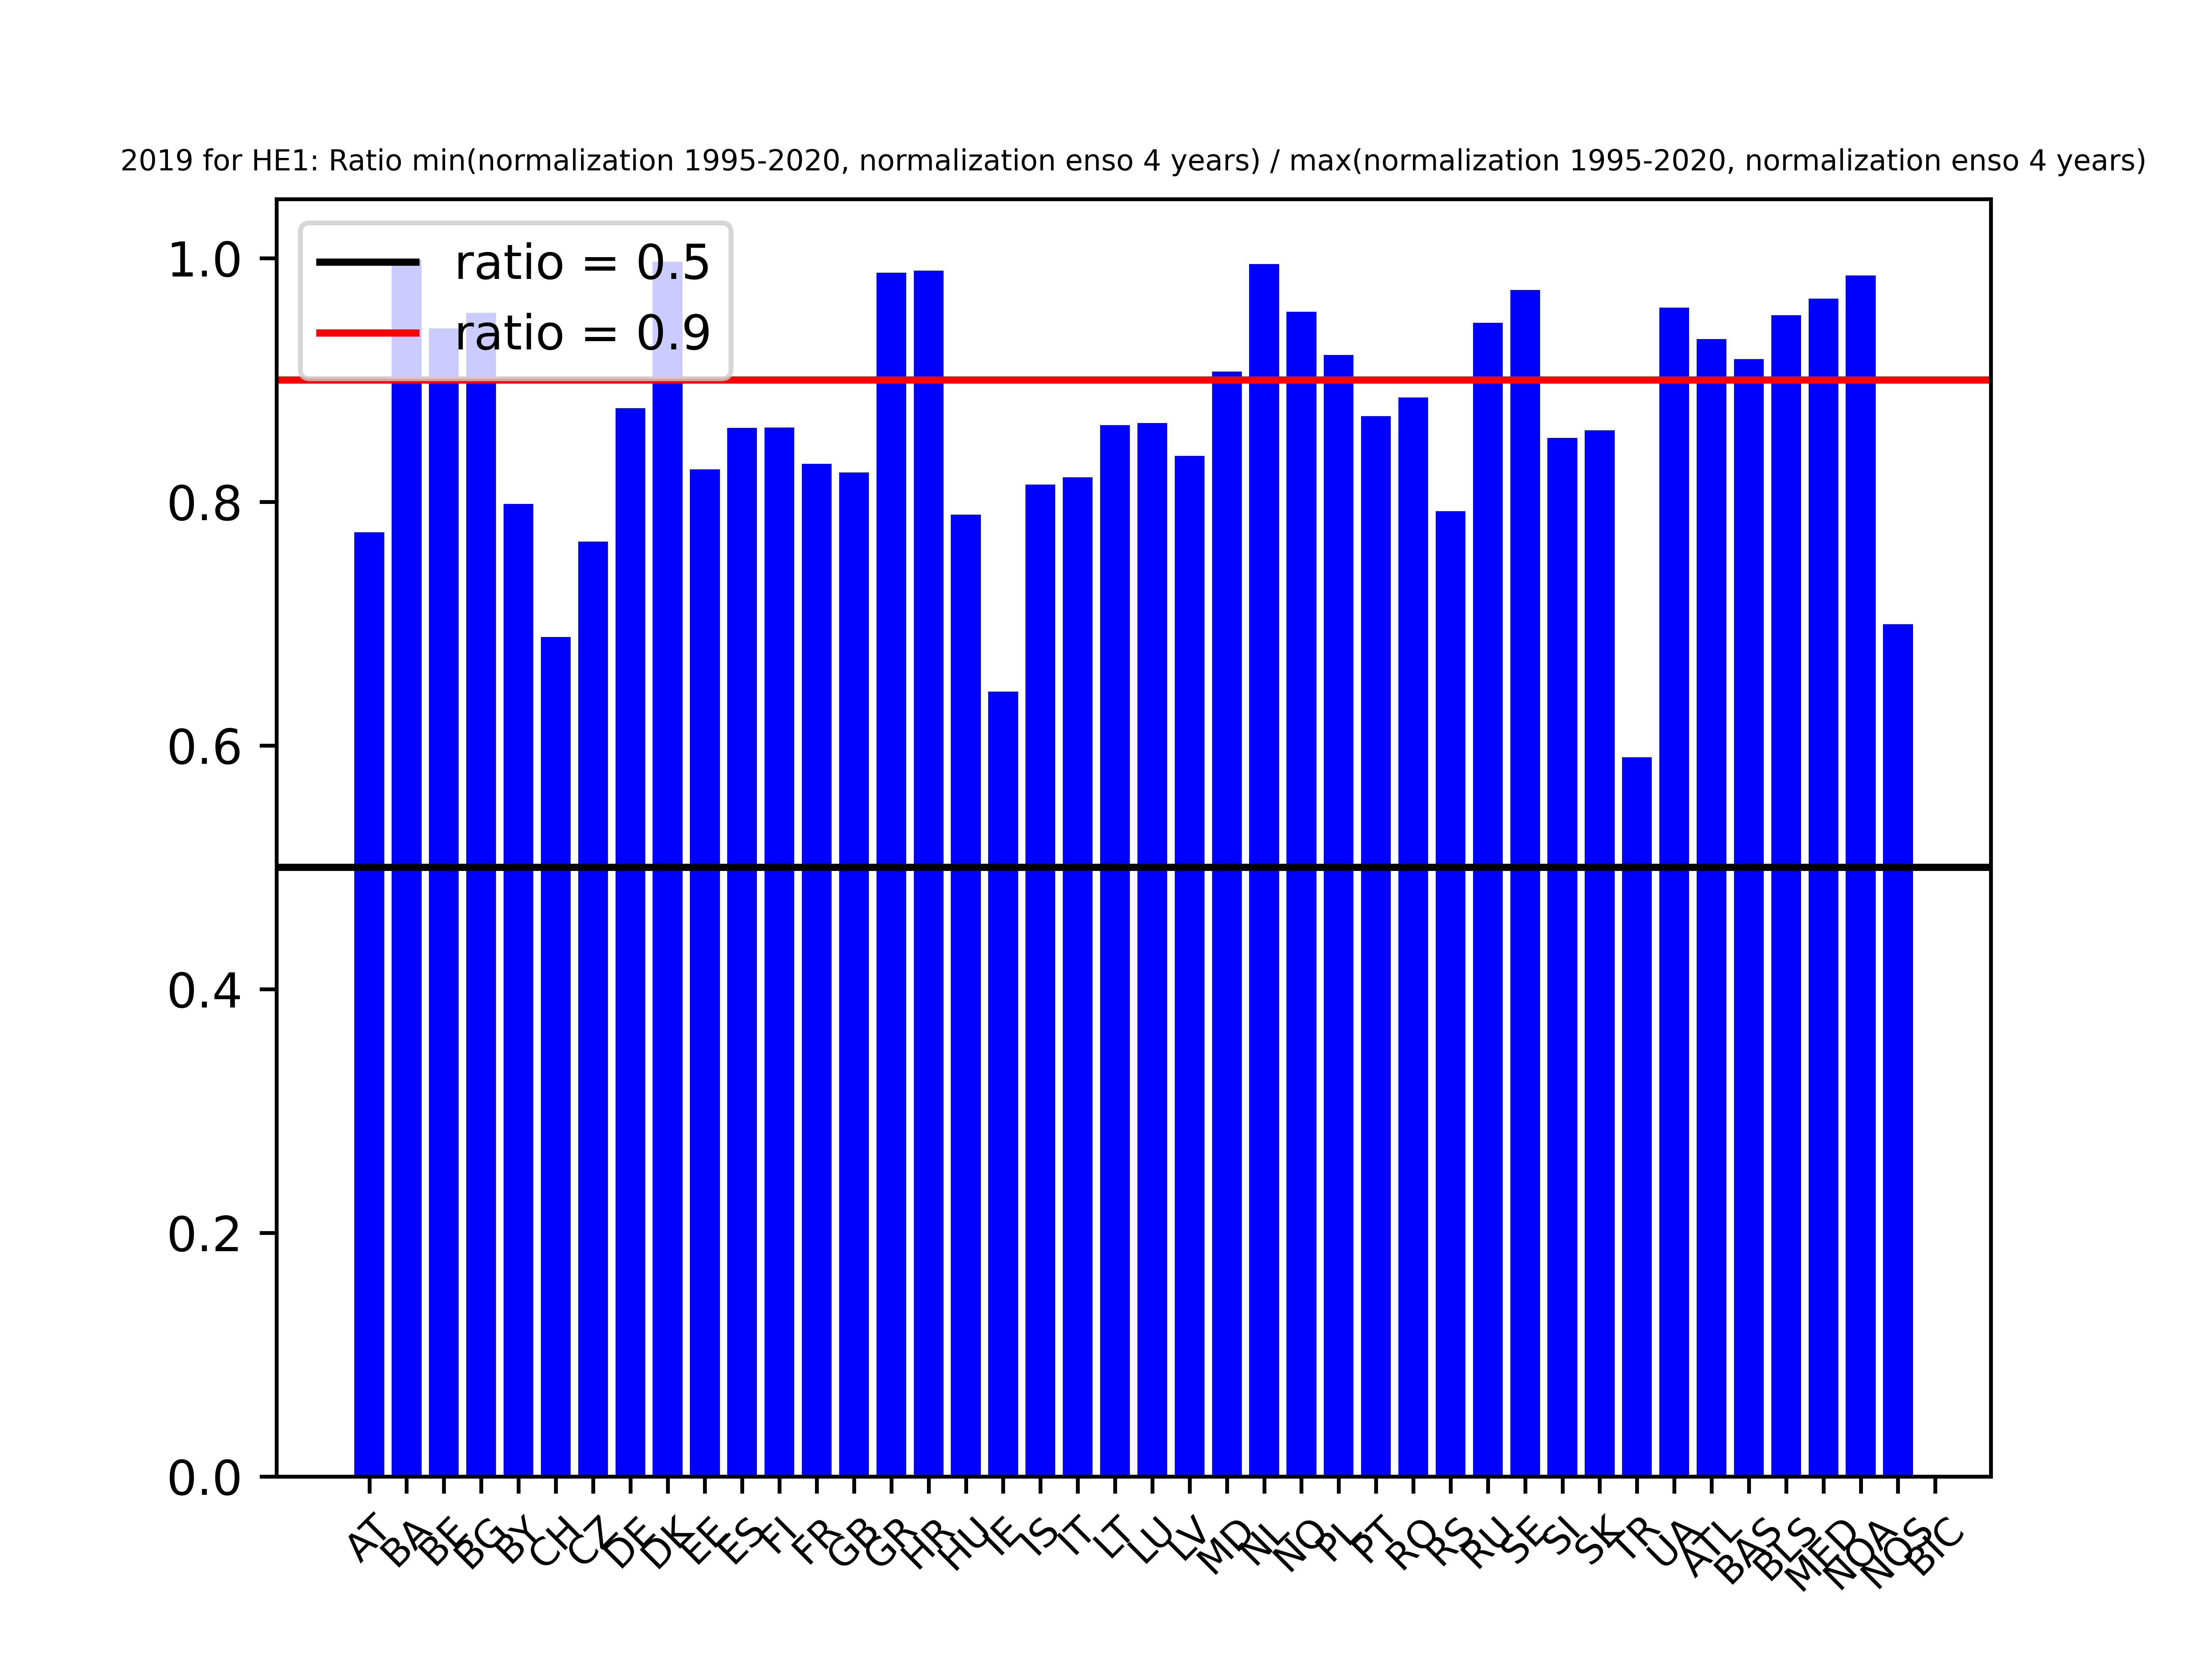 2019 for HE1: Ratio min(normalization 1995-2020, normalization enso 4 years) / max(normalization 1995-2020, normalization enso 4 years)
ratio = 0.5
ratio = 0.9
1.0
0.8
0.6
0.4
0.2
0.0
AT
BA
BE
BG
BY
CH
CZ
DE
DK
EE
ES
FI
FR
GB
GR
HR
HU
IE
IS
IT
LT
LU
LV
MD
NL
NO
PL
PT
RO
RS
RU
SE
SI
SK
TR
UA
ATL
BAS
BLS
MED
NOA
NOS
BIC